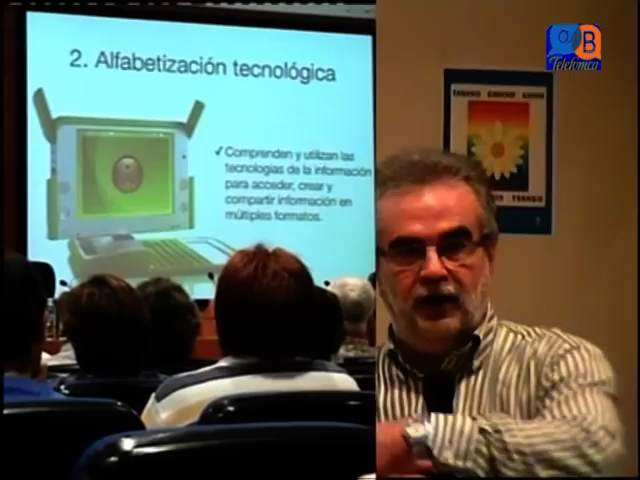 2. Alfabetización tecnológica
✓ Comprenden y utilizan las
tecnologías de la información
para acceder, crear y
compartir información en
múltiples formatos.
aB
Telefónica